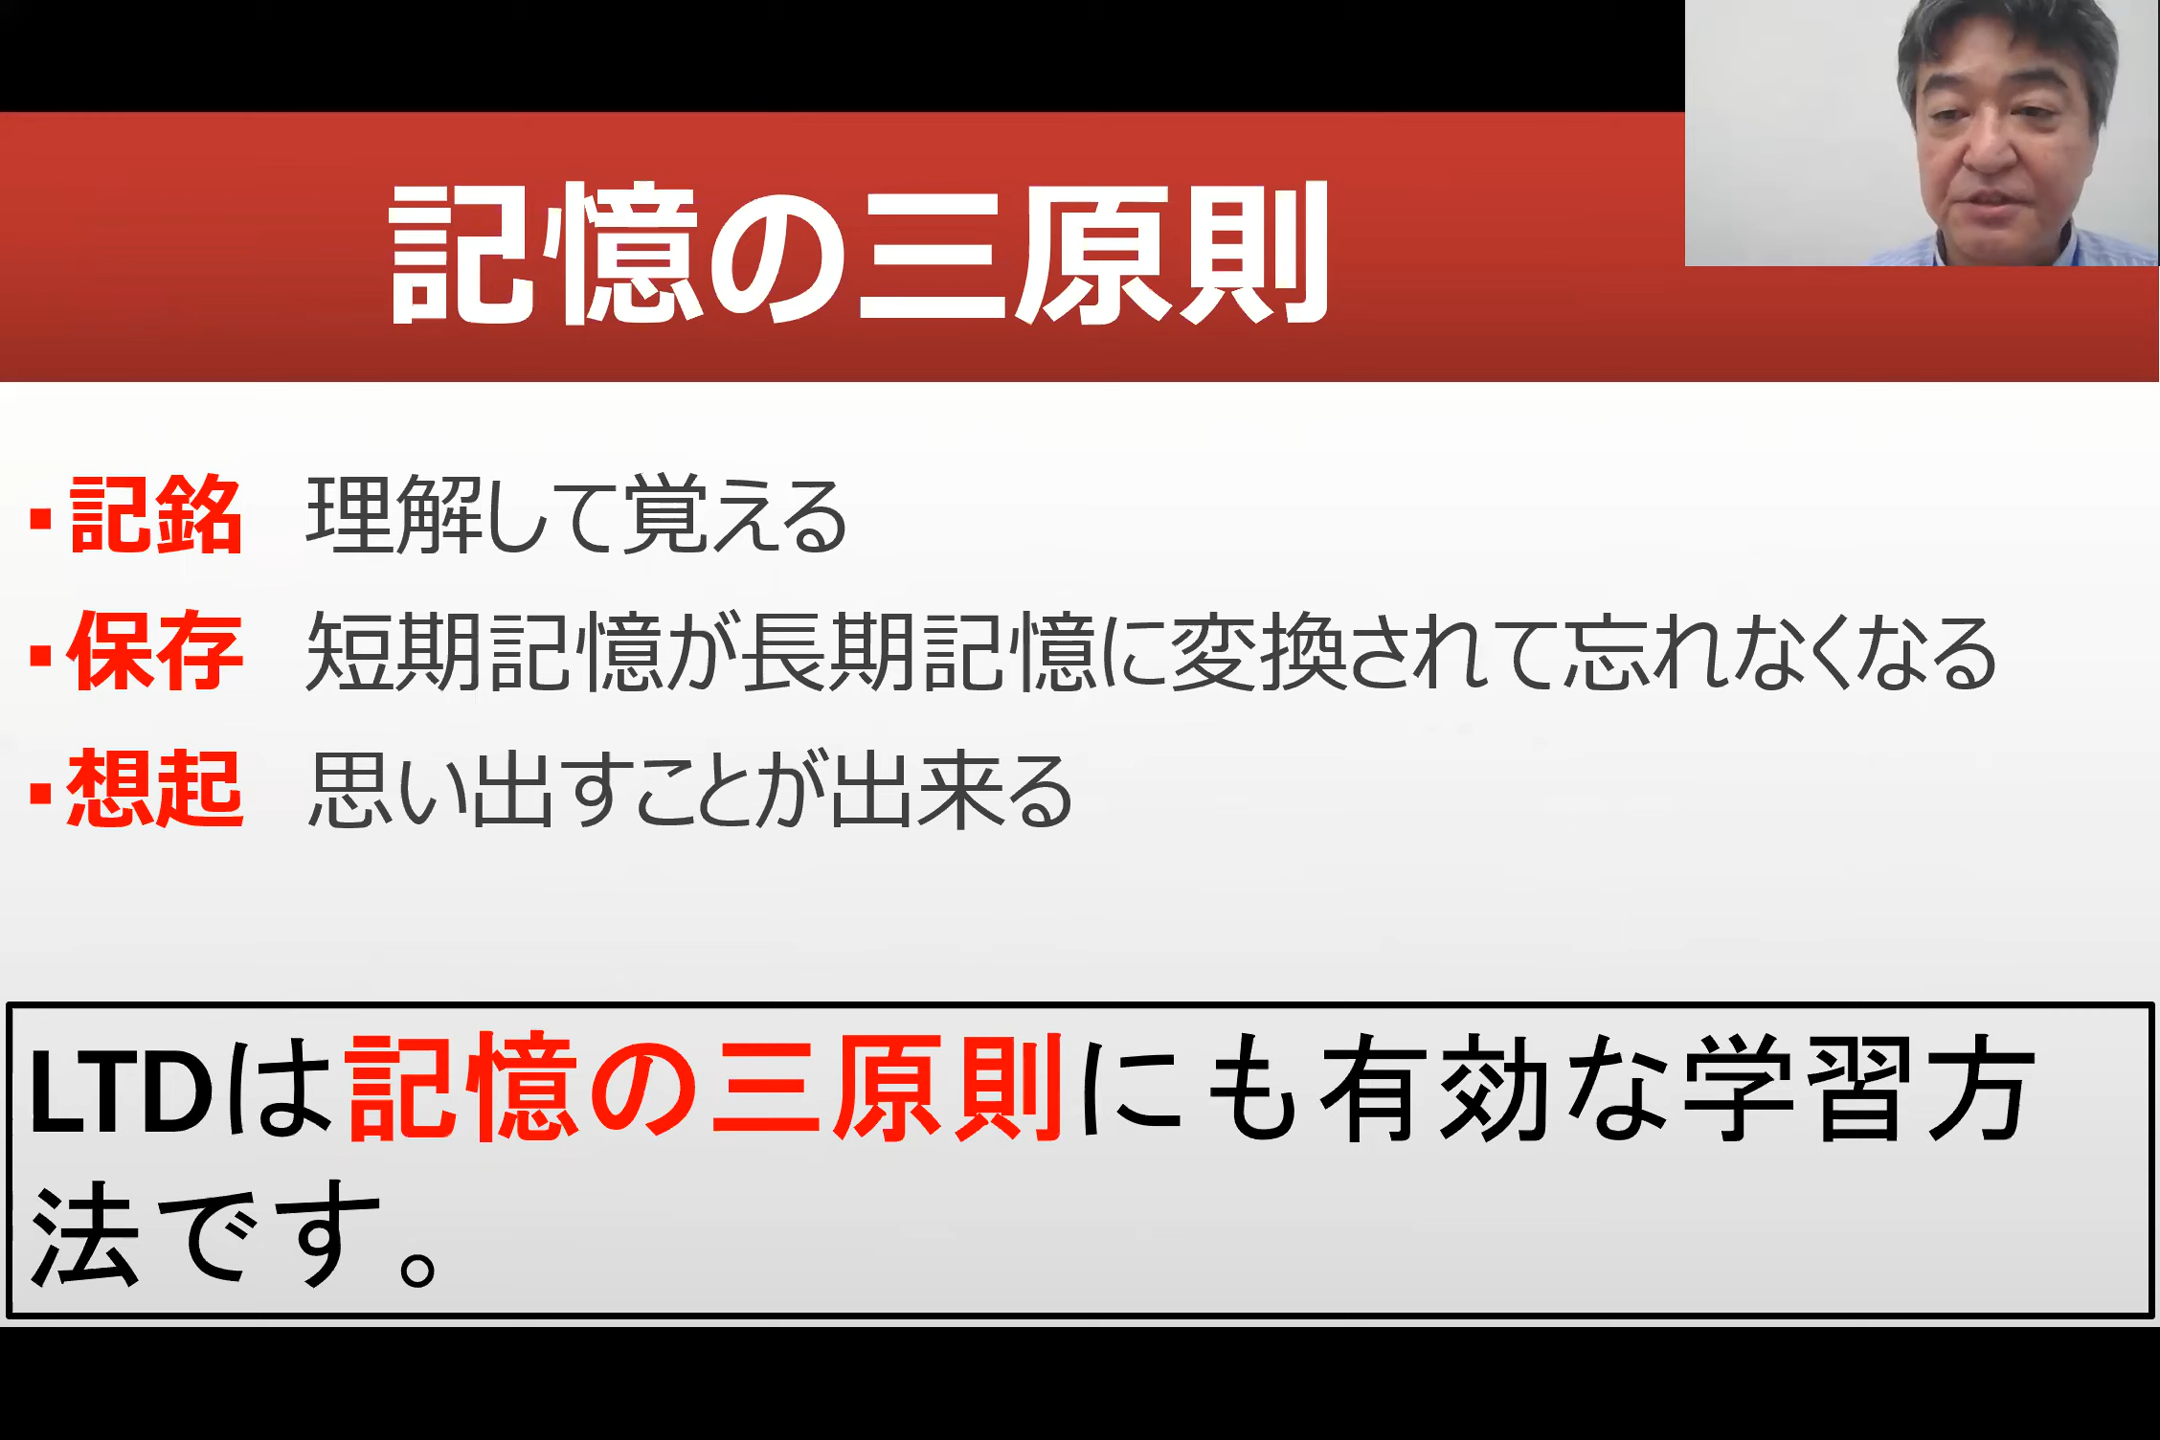 記憶の三原則
▪記銘 理解して覚える
▪保存 短期記憶が長期記憶に変換されて忘れなくなる
▪想起 思い出すことが出来る
LTDは記憶の三原則にも有効な学習方
法です。